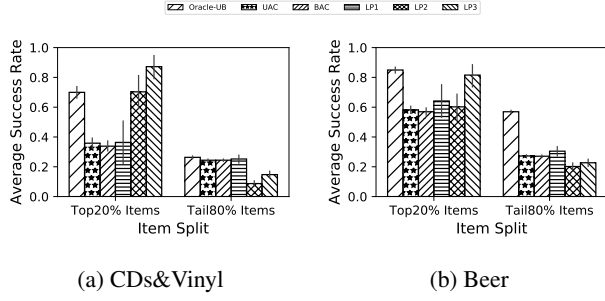 Oracle-UB UAC BAC LP1 LP2 LP3
Average Success Rate
1.0
0.8
0.6
0.4
0.2
0.0
Top20% Items Tail80% Items
Item Split
(a) CDs&Vinyl
Average Success Rate
1.0
0.8
0.6
0.4
0.2
0.0
Top20% Items Tail80% Items
Item Split
(b) Beer